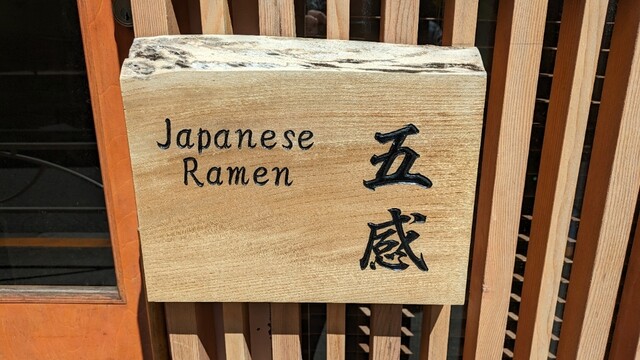 Japanese
Ramen
五感